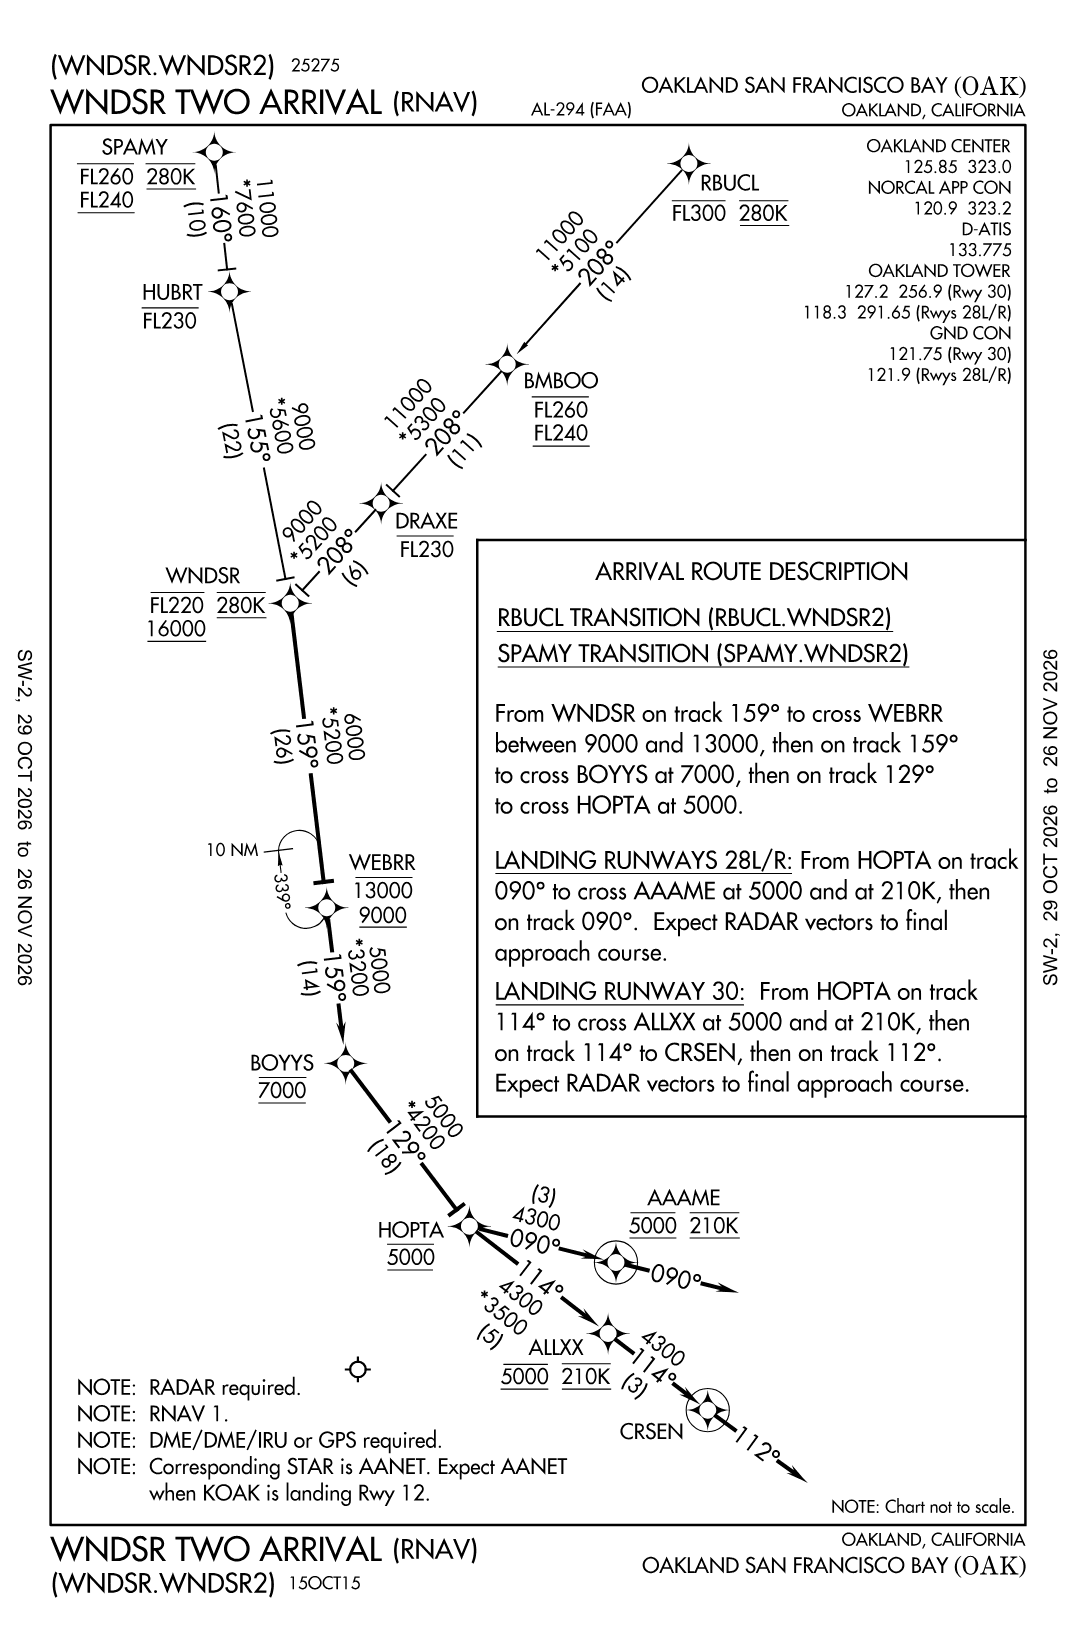 (WNDSR.WNDSR2) 25275
WNDSR TWO ARRIVAL (RNAV)
AL-294 (FAA)
OAKLAND SAN FRANCISCO BAY (OAK)
OAKLAND, CALIFORNIA
OAKLAND CENTER
125.85 323.0
NORCAL APP CON
120.9 323.2
D-ATIS
133.775
OAKLAND TOWER
127.2 256.9 (Rwy 30)
118.3 291.65 (Rwys 28L/R)
GND CON
121.75 (Rwy 30)
121.9 (Rwys 28L/R)
SPAMY
FL260 280K
FL240
11000
*7600
160°
(10)
HUBRT
FL230
9000
*5600
155°
(22)
RBUCL
FL300 280K
11000
*5100
208°
(14)
BMBOO
FL260
FL240
11000
*5300
208°
(11)
DRAXE
FL230
9000
*5200
208°
(6)
WNDSR
FL220 280K
16000
6000
*5200
159°
(26)
10 NM
339°
WEBRR
13000
9000
5000
*3200
159°
(14)
BOYYS
7000
5000
*4200
129°
(18)
HOPTA
5000
(3)
4300
090°
AAAME
5000 210K
090°
114°
4300
*3500
(5)
ALLXX
5000 210K
4300
114°
(3)
CRSEN
112°
ARRIVAL ROUTE DESCRIPTION
RBUCL TRANSITION (RBUCL.WNDSR2)
SPAMY TRANSITION (SPAMY.WNDSR2)
From WNDSR on track 159° to cross WEBRR
between 9000 and 13000, then on track 159°
to cross BOYYS at 7000, then on track 129°
to cross HOPTA at 5000.
LANDING RUNWAYS 28L/R: From HOPTA on track
090° to cross AAAME at 5000 and at 210K, then
on track 090°. Expect RADAR vectors to final
approach course.
LANDING RUNWAY 30: From HOPTA on track
114° to cross ALLXX at 5000 and at 210K, then
on track 114° to CRSEN, then on track 112°.
Expect RADAR vectors to final approach course.
NOTE: RADAR required.
NOTE: RNAV 1.
NOTE: DME/DME/IRU or GPS required.
NOTE: Corresponding STAR is AANET. Expect AANET
when KOAK is landing Rwy 12.
NOTE: Chart not to scale.
SW-2, 29 OCT 2026 to 26 NOV 2026
SW-2, 29 OCT 2026 to 26 NOV 2026
WNDSR TWO ARRIVAL (RNAV)
(WNDSR.WNDSR2) 15OCT15
OAKLAND, CALIFORNIA
OAKLAND SAN FRANCISCO BAY (OAK)